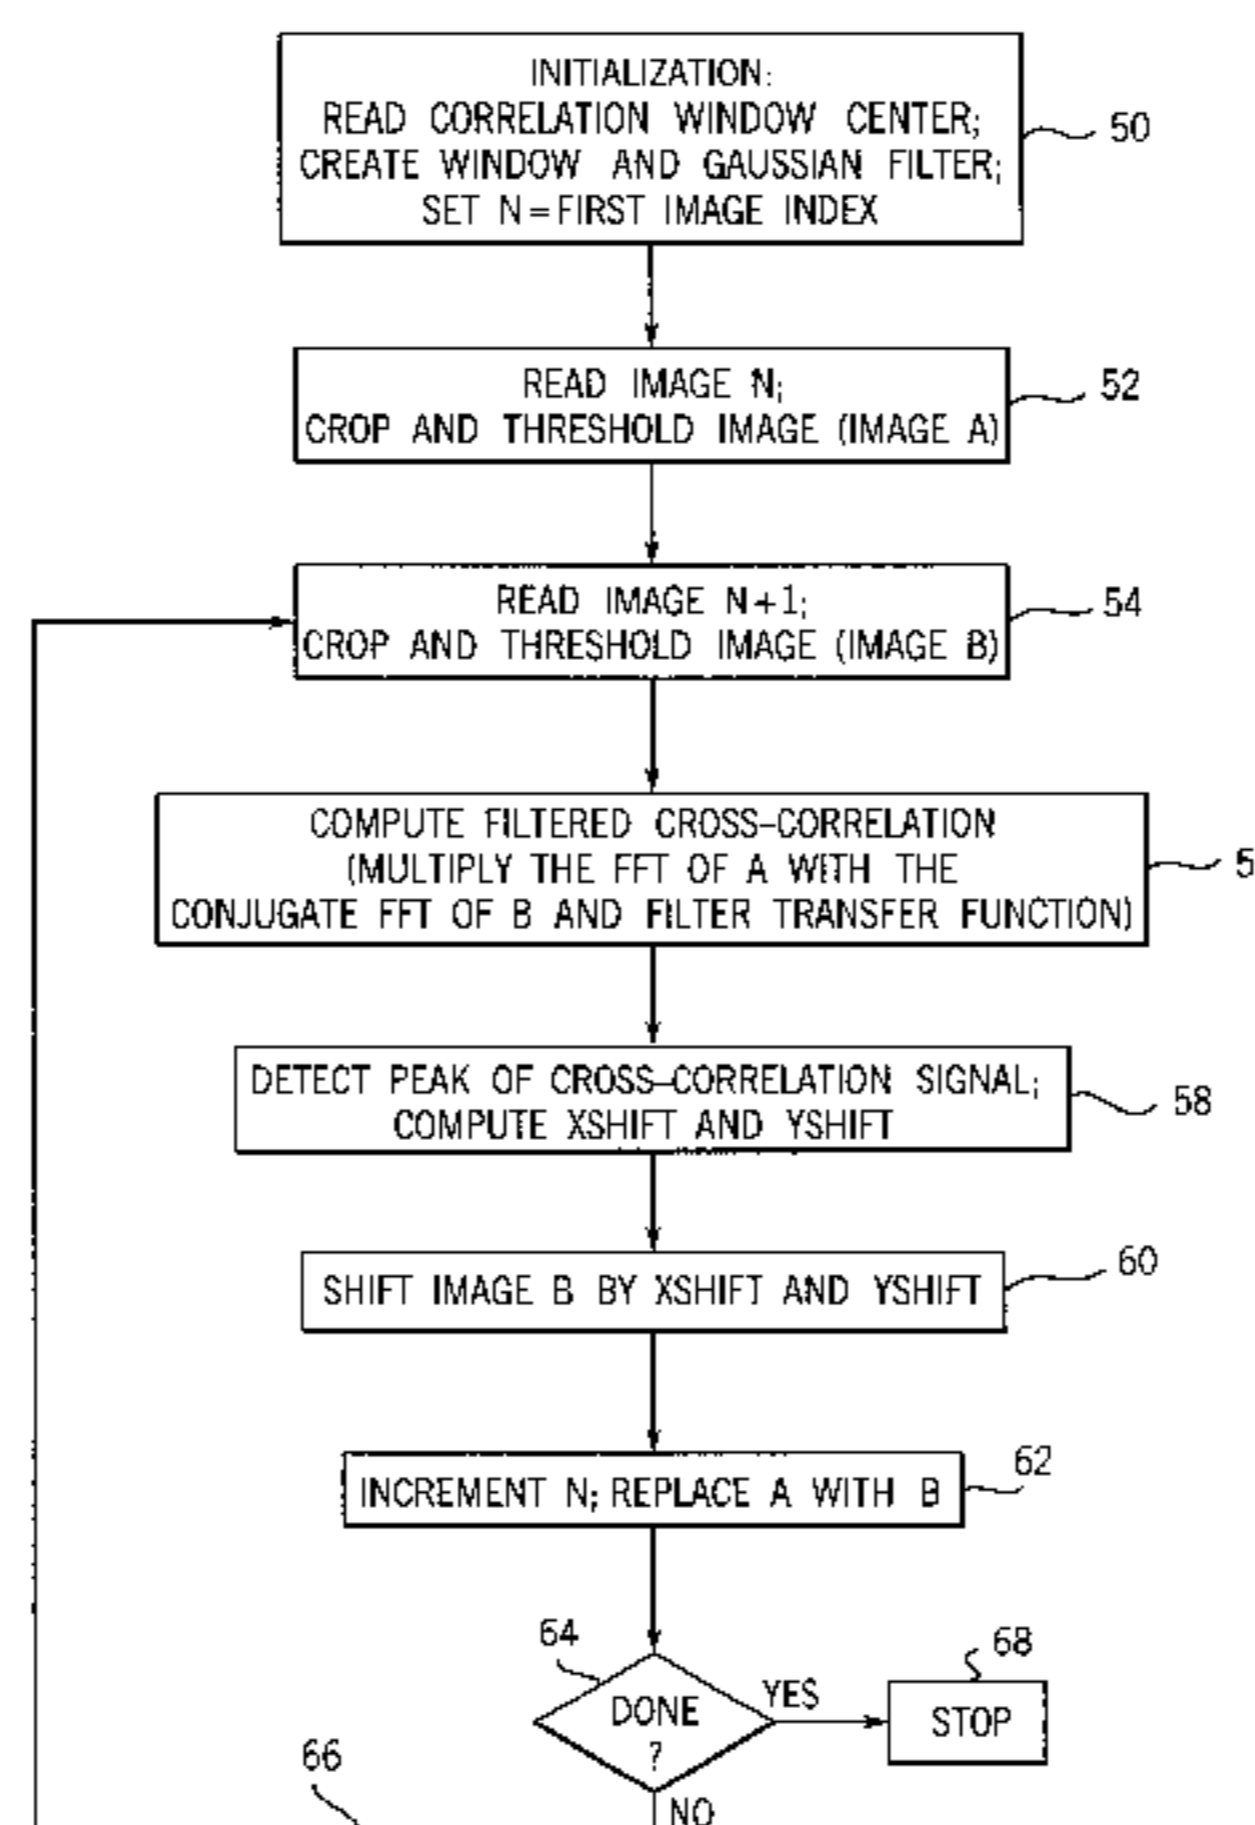 INITIALIZATION:
READ CORRELATION WINDOW CENTER;
CREATE WINDOW AND GAUSSIAN FILTER;
SET N=FIRST IMAGE INDEX
50
READ IMAGE N;
CROP AND THRESHOLD IMAGE (IMAGE A)
52
READ IMAGE N+1;
CROP AND THRESHOLD IMAGE (IMAGE B)
54
COMPUTE FILTERED CROSS-CORRELATION
(MULTIPLY THE FFT OF A WITH THE
CONJUGATE FFT OF B AND FILTER TRANSFER FUNCTION)
5
DETECT PEAK OF CROSS-CORRELATION SIGNAL;
COMPUTE XSHIFT AND YSHIFT
58
SHIFT IMAGE B BY XSHIFT AND YSHIFT
60
INCREMENT N; REPLACE A WITH B
62
64
DONE
?
YES
68
STOP
66
NO